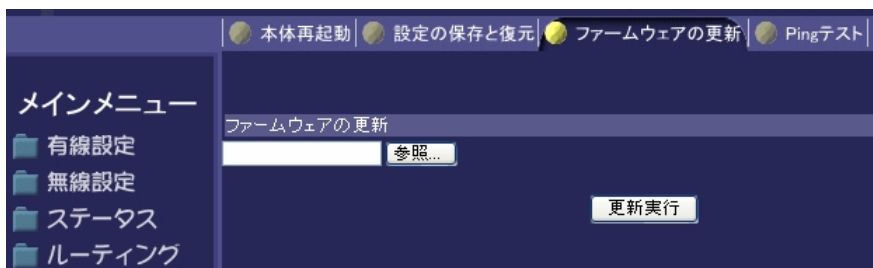 本体再起動 設定の保存と復元 ファームウェアの更新 Pingテスト
メインメニュー
有線設定
無線設定
ステータス
ルーティング
ファームウェアの更新
参照...
更新実行